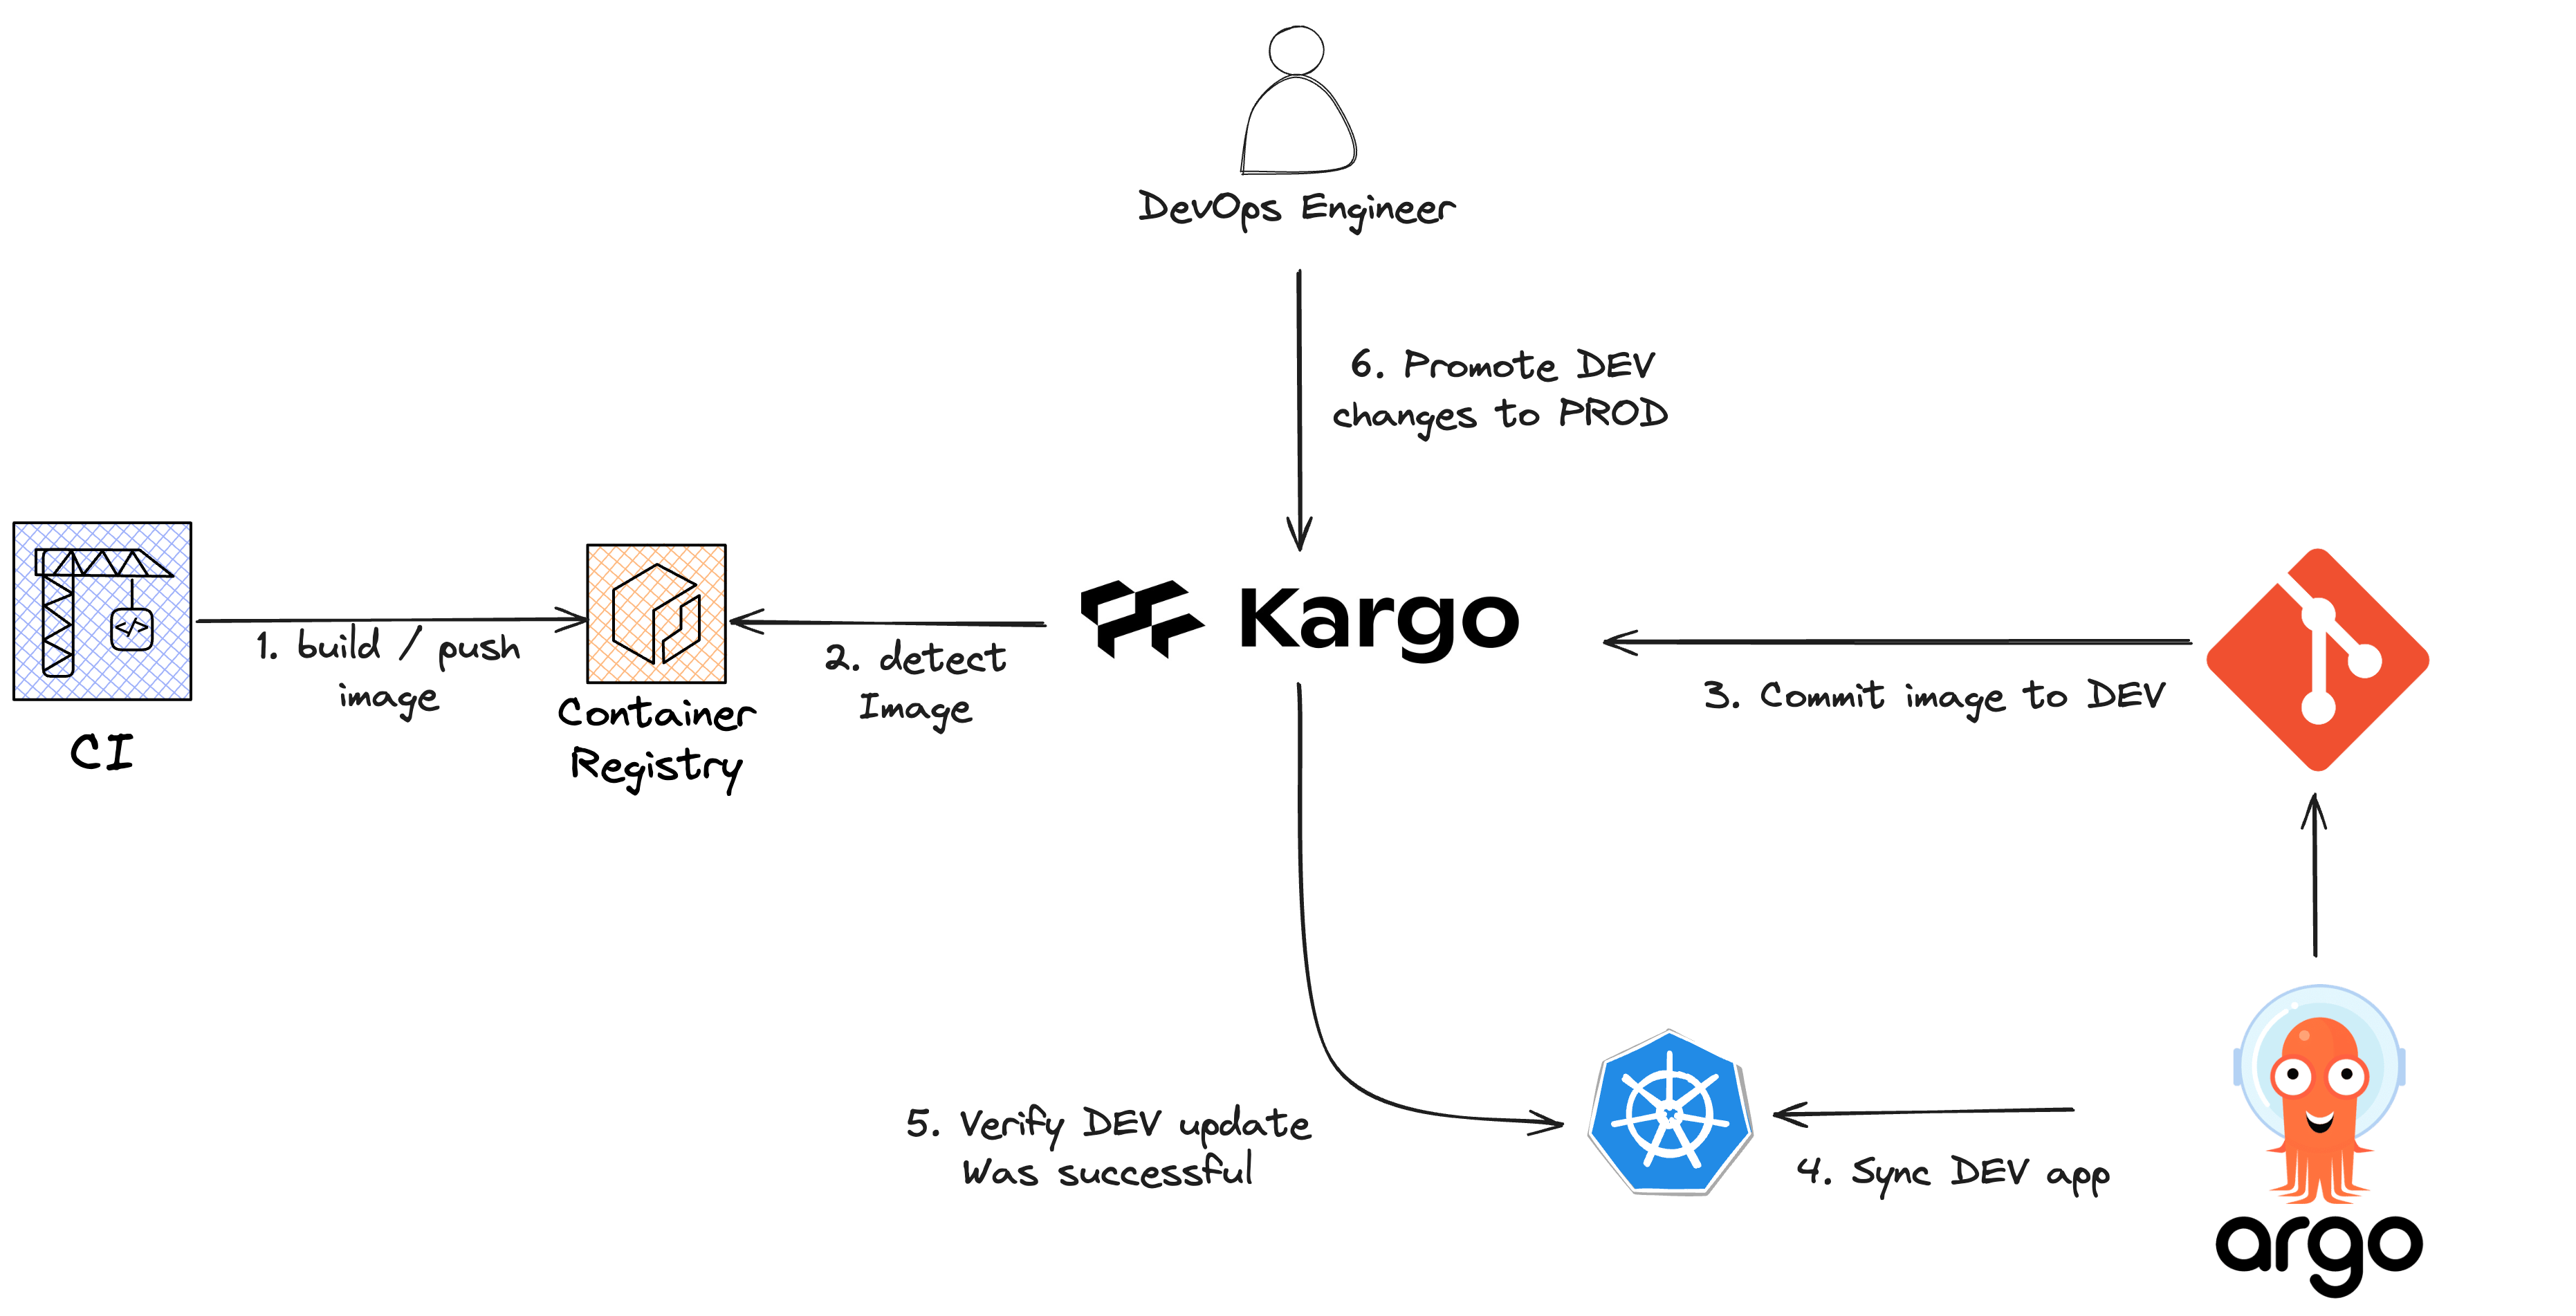 DevOps Engineer
6. Promote DEV
changes to PROD
</>
1. build / push
image
CI
Container
Registry
2. detect
Image
Kargo
3. Commit image to DEV
5. Verify DEV update
Was successful
4. Sync DEV app
argo